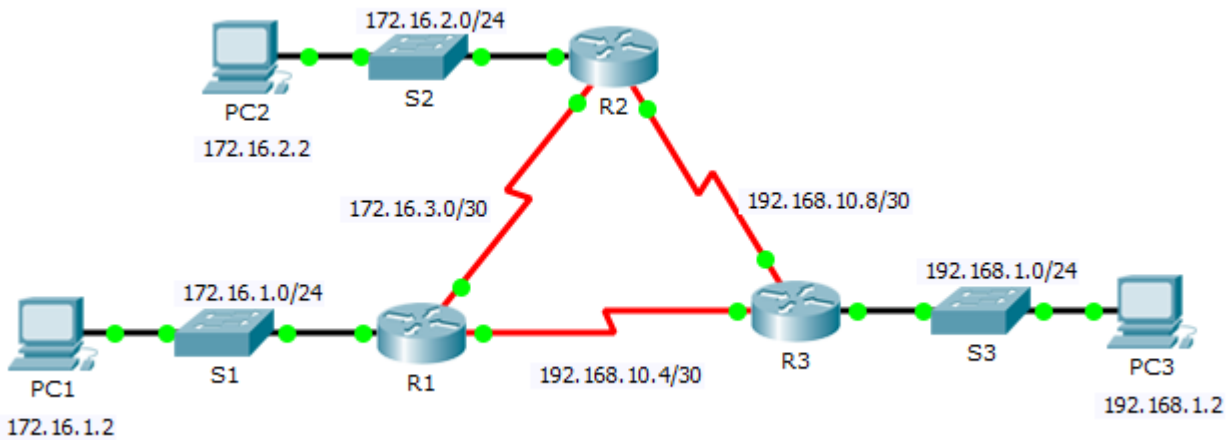 172.16.2.0/24
S2
R2
PC2
172.16.2.2
172.16.3.0/30
192.168.10.8/30
172.16.1.0/24
192.168.1.0/24
S1
R1
192.168.10.4/30
R3
S3
PC1
PC3
172.16.1.2
192.168.1.2